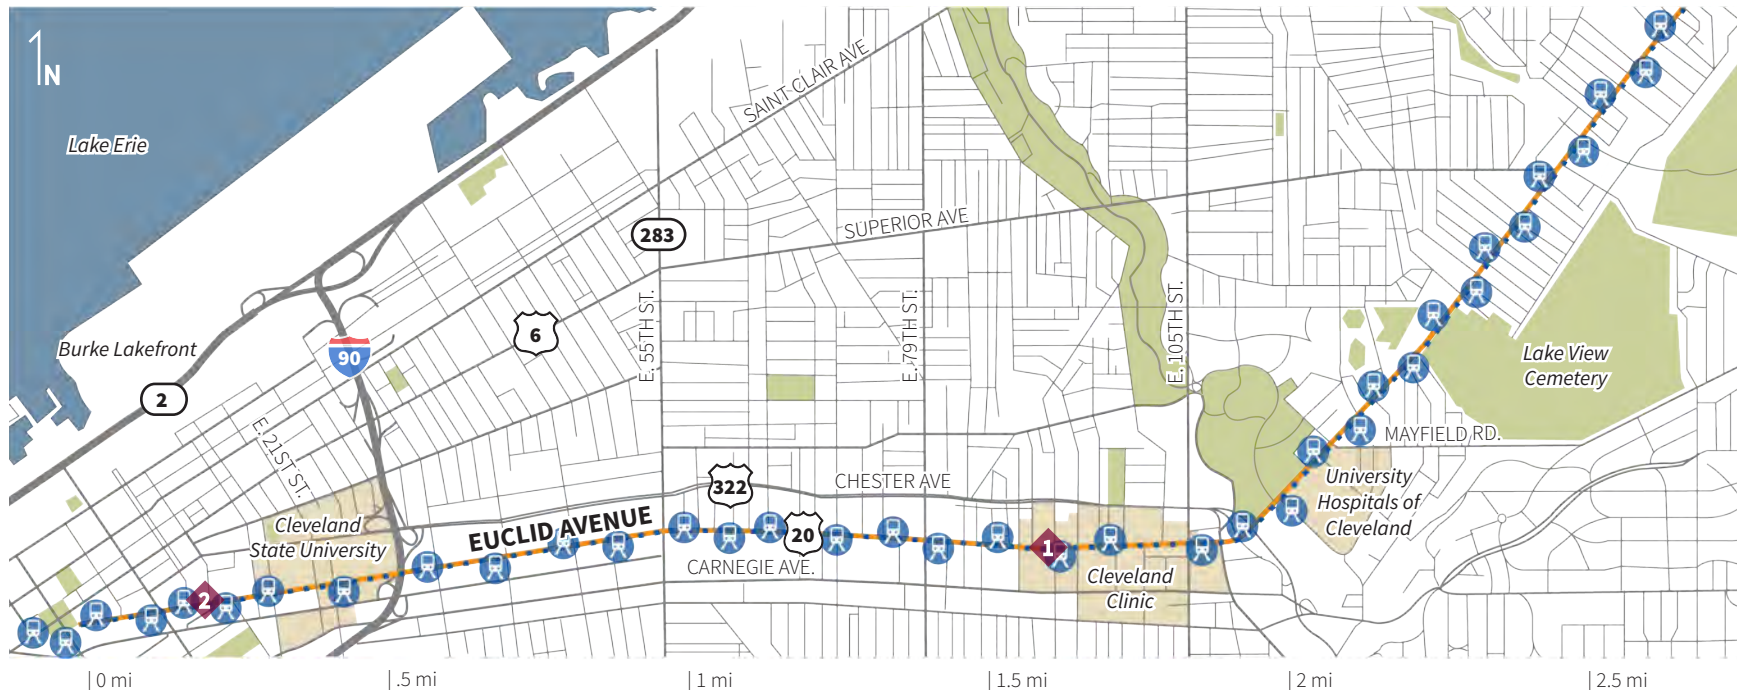 N
Lake Erie
SAINT CLAIR AVE
SUPERIOR AVE
283
6
Burke Lakefront
90
2
E. 55TH ST.
E. 79TH ST.
E. 105TH ST.
Lake View
Cemetery
E. 21ST ST.
MAYFIELD RD.
322
CHESTER AVE
University
Hospitals of
Cleveland
Cleveland
State University
EUCLID AVENUE
20
CARNEGIE AVE.
1
Cleveland
Clinic
2
| 0 mi | .5 mi | 1 mi | 1.5 mi | 2 mi | 2.5 mi